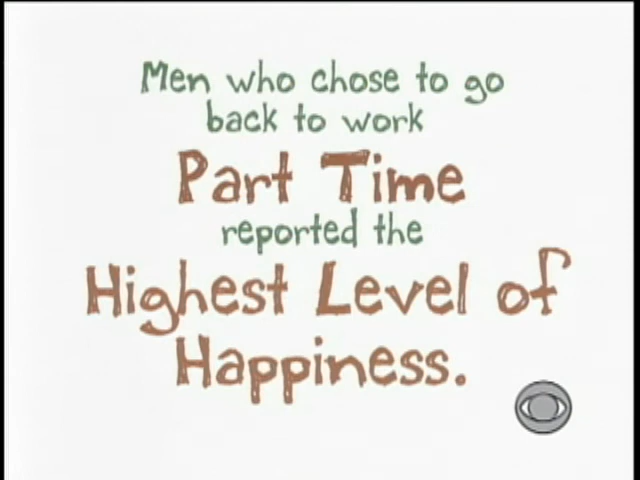 Men who chose to go
back to work
Part Time
reported the
Highest Level of
Happiness.